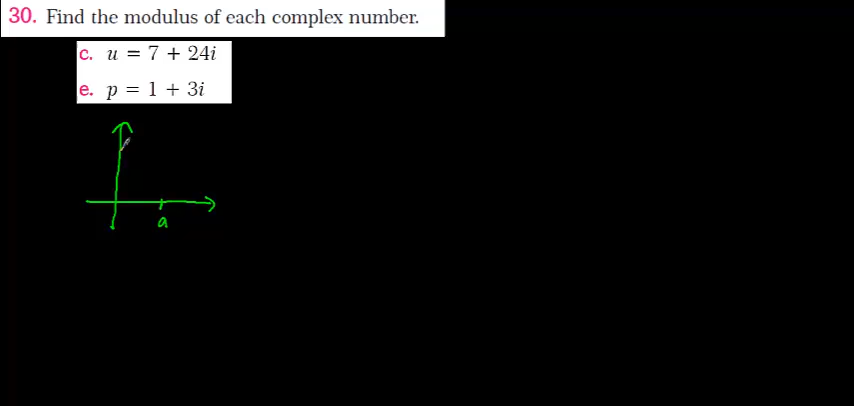 30. Find the modulus of each complex number.
c. u = 7 + 24i
e. p = 1 + 3i
a